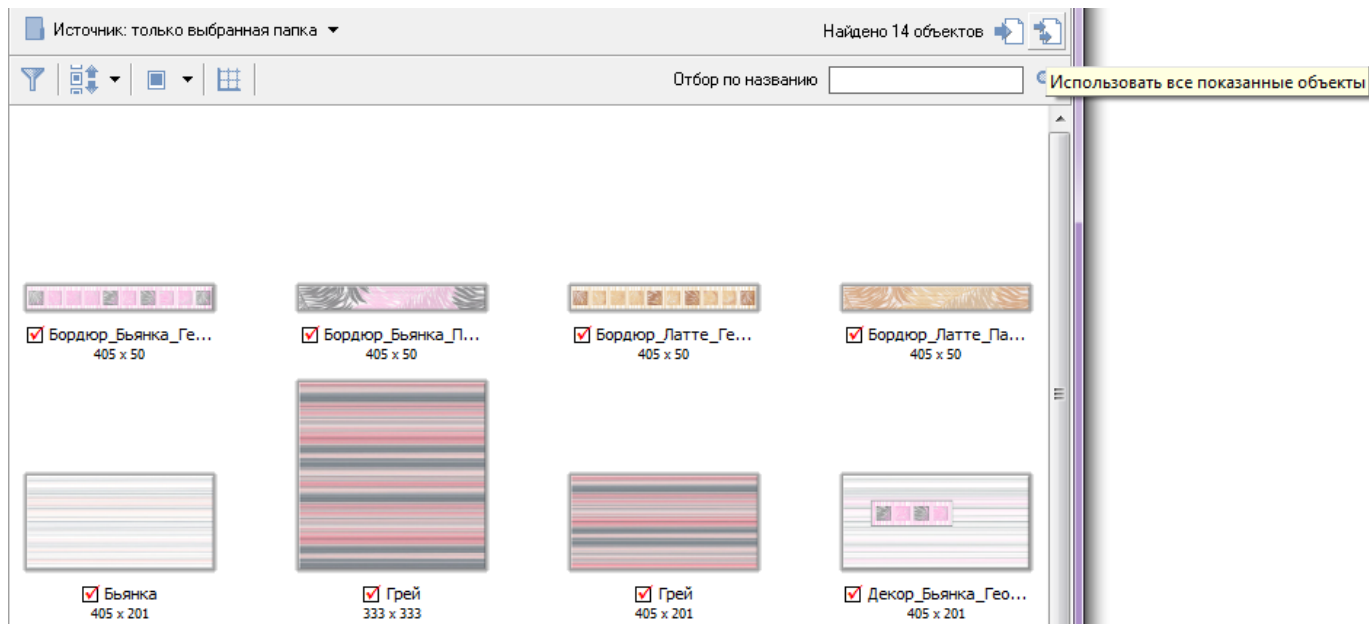 Источник: только выбранная папка
Найдено 14 объектов
Отбор по названию
Использовать все показанные объекты
Бордюр_Бьянка_Ге...
405 x 50
Бордюр_Бьянка_П...
405 x 50
Бордюр_Латте_Ге...
405 x 50
Бордюр_Латте_Па...
405 x 50
Бьянка
405 x 201
Грей
333 x 333
Грей
405 x 201
Декор_Бьянка_Гео...
405 x 201